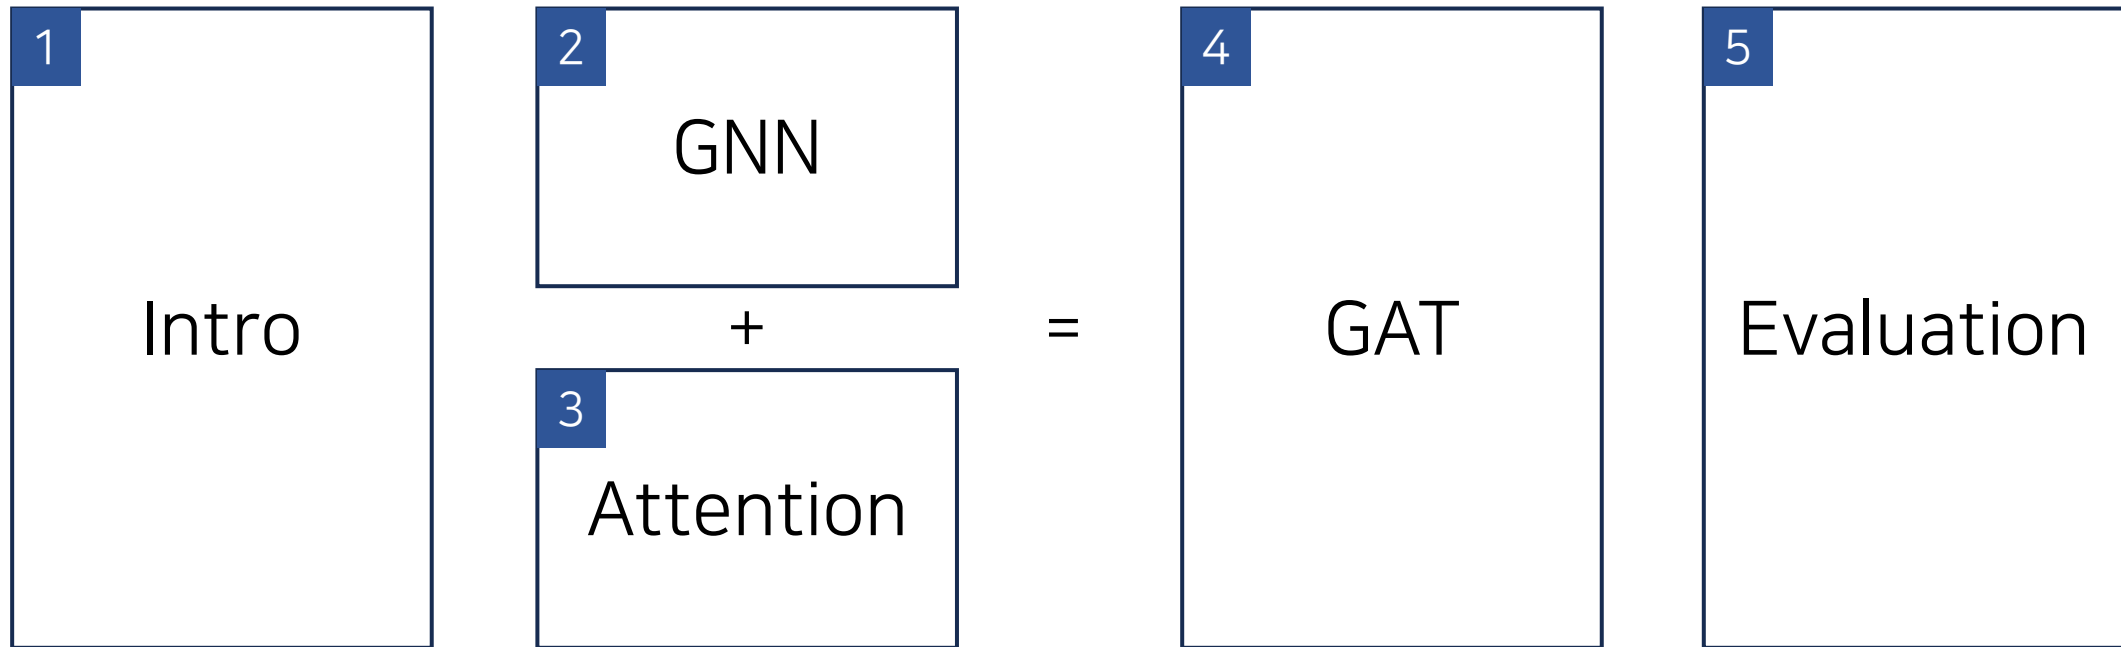 1
Intro
2
GNN
+
3
Attention
=
4
GAT
5
Evaluation